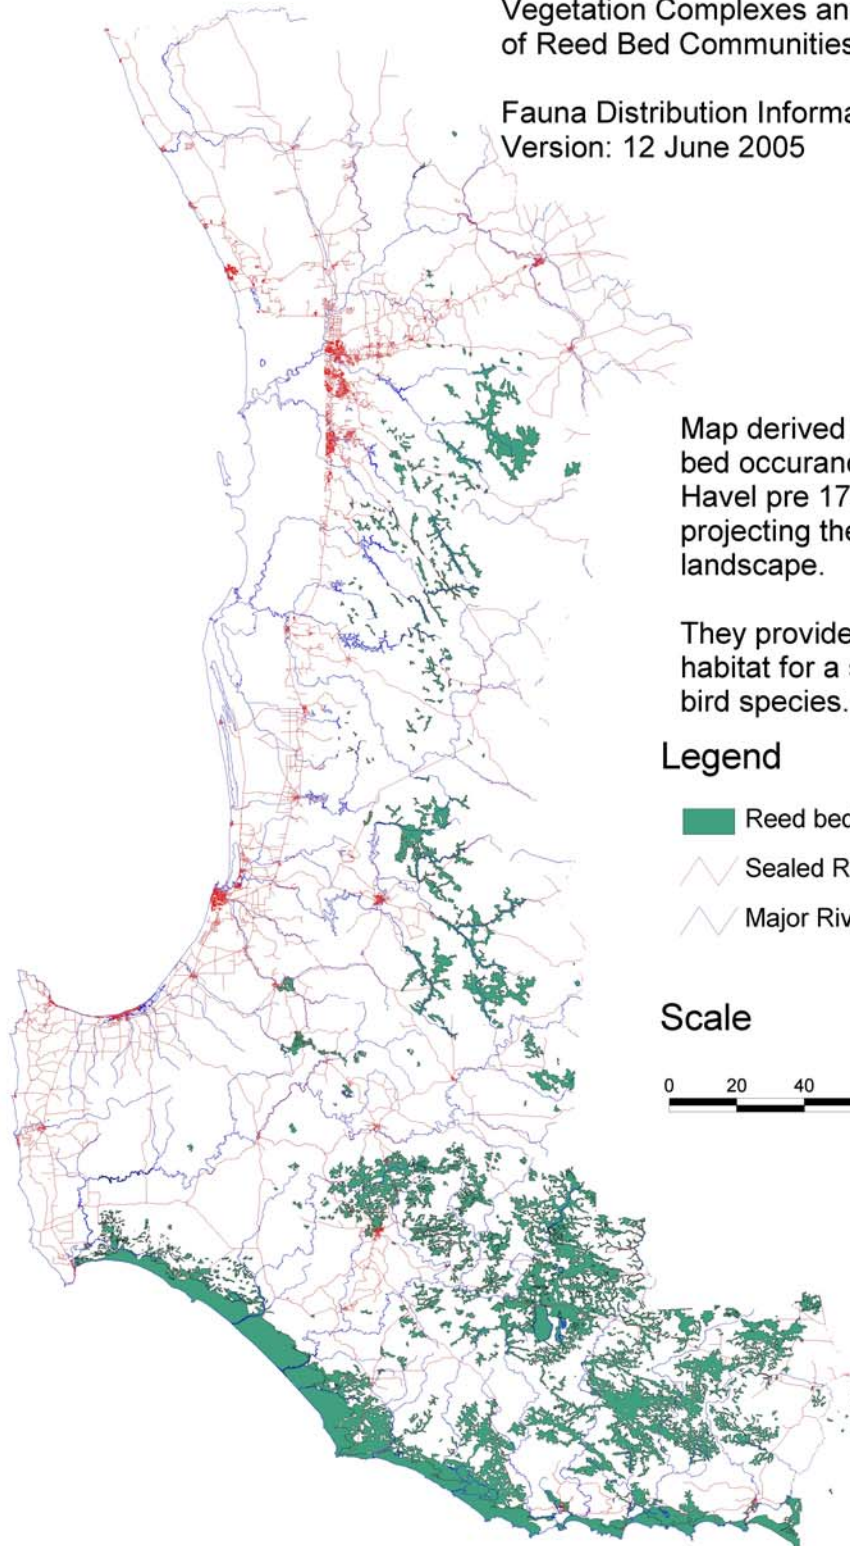 Vegetation Complexes an
of Reed Bed Communities
Fauna Distribution Informa
Version: 12 June 2005
Map derived
bed occuranc
Havel pre 17
projecting the
landscape.
They provide
habitat for a s
bird species.
Legend
Reed bed
Sealed R
Major Riv
Scale
0 20 40